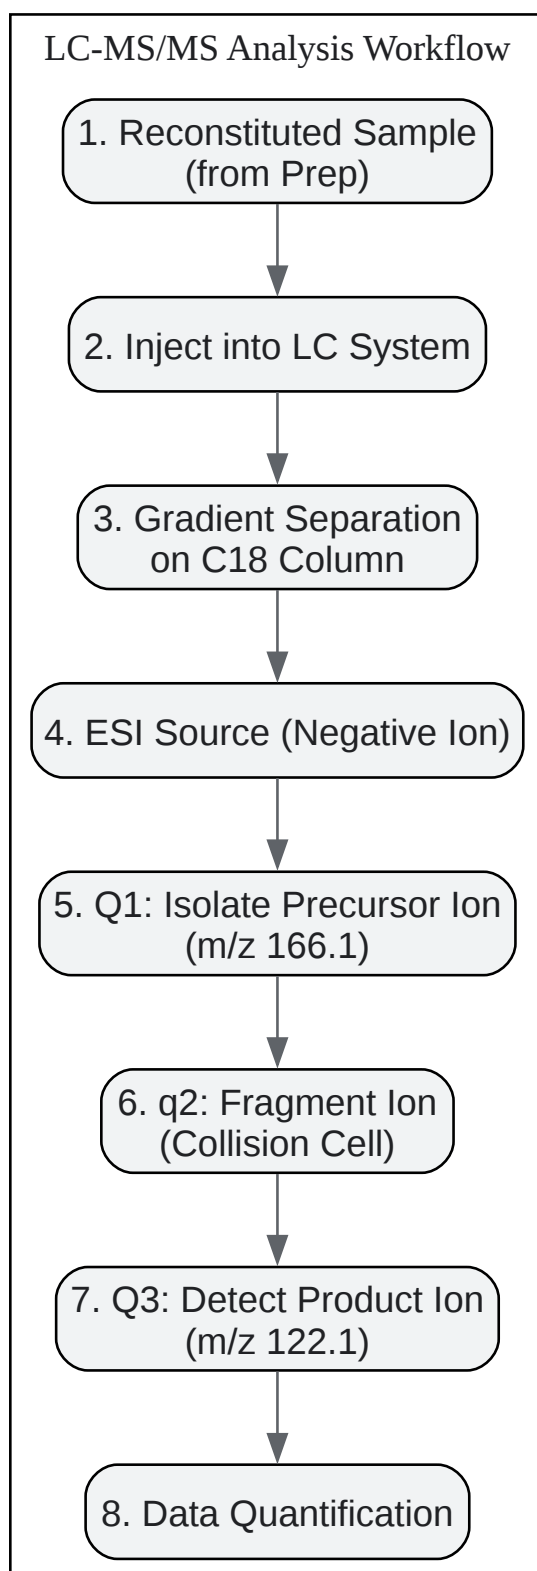 LC-MS/MS Analysis Workflow
1. Reconstituted Sample
(from Prep)
2. Inject into LC System
3. Gradient Separation
on C18 Column
4. ESI Source (Negative Ion)
5. Q1: Isolate Precursor Ion
(m/z 166.1)
6. q2: Fragment Ion
(Collision Cell)
7. Q3: Detect Product Ion
(m/z 122.1)
8. Data Quantification